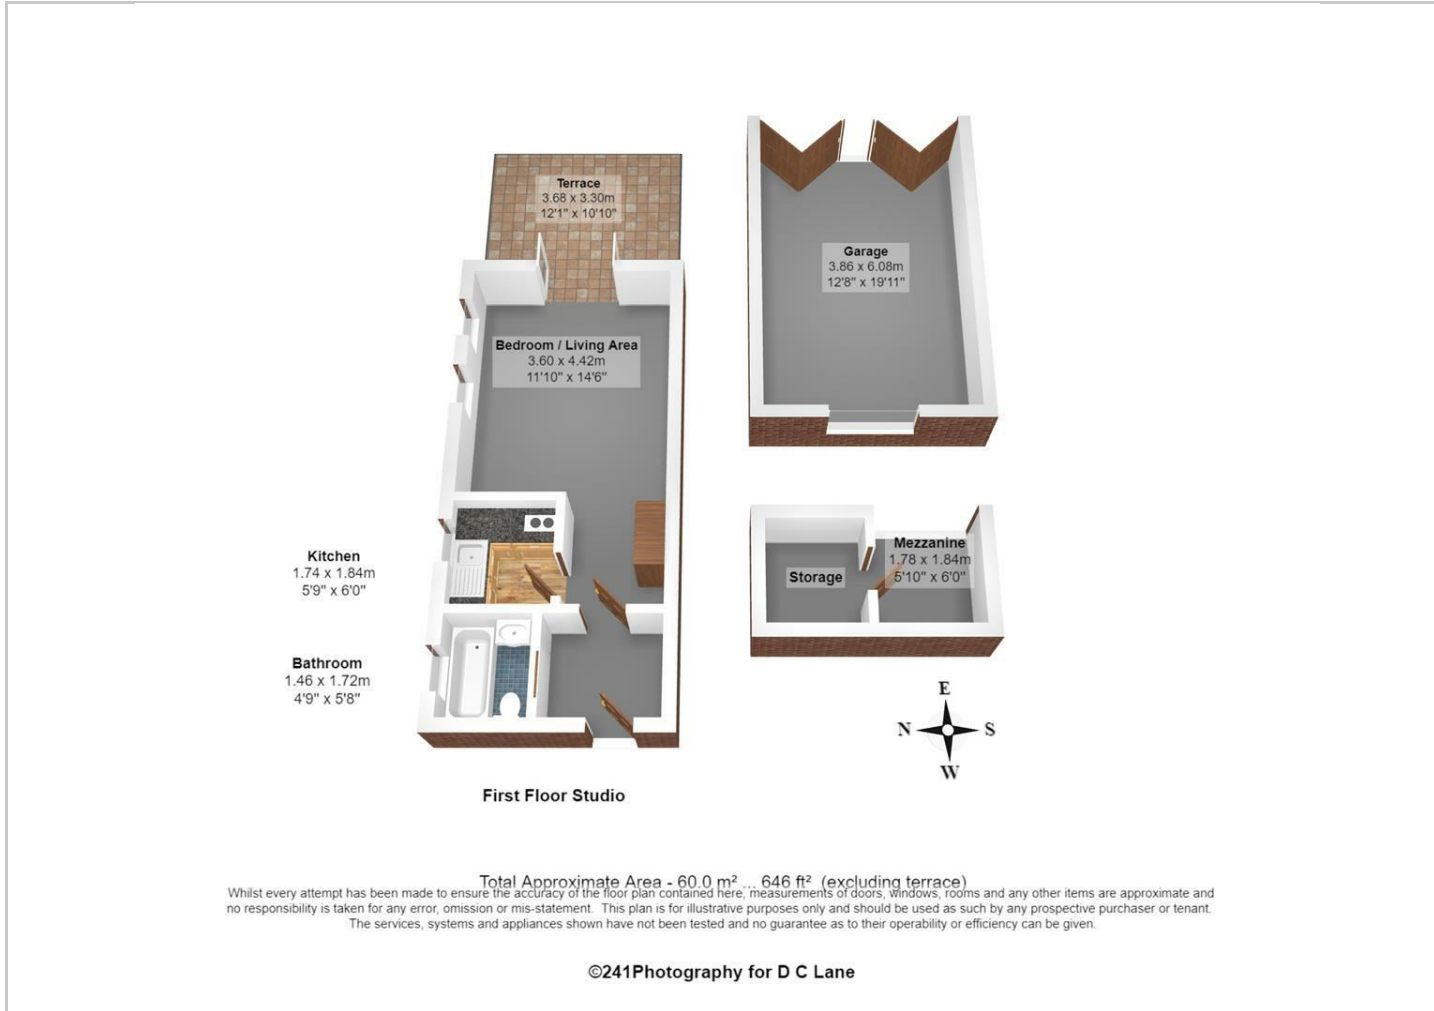 Terrace
3.68 x 3.30m
12'1" x 10'10"
Garage
3.86 x 6.08m
12'8" x 19'11"
Bedroom / Living Area
3.60 x 4.42m
11'10" x 14'6"
Kitchen
1.74 x 1.84m
5'9" x 6'0"
Mezzanine
1.78 x 1.84m
5'10" x 6'0"
Storage
Bathroom
1.46 x 1.72m
4'9" x 5'8"
E
N S
W
First Floor Studio
Total Approximate Area - 60.0 m² ... 646 ft² (excluding terrace)
Whilst every attempt has been made to ensure the accuracy of the floor plan contained here, measurements of doors, windows, rooms and any other items are approximate and
no responsibility is taken for any error, omission or mis-statement. This plan is for illustrative purposes only and should be used as such by any prospective purchaser or tenant.
The services, systems and appliances shown have not been tested and no guarantee as to their operability or efficiency can be given.
©241Photography for D C Lane